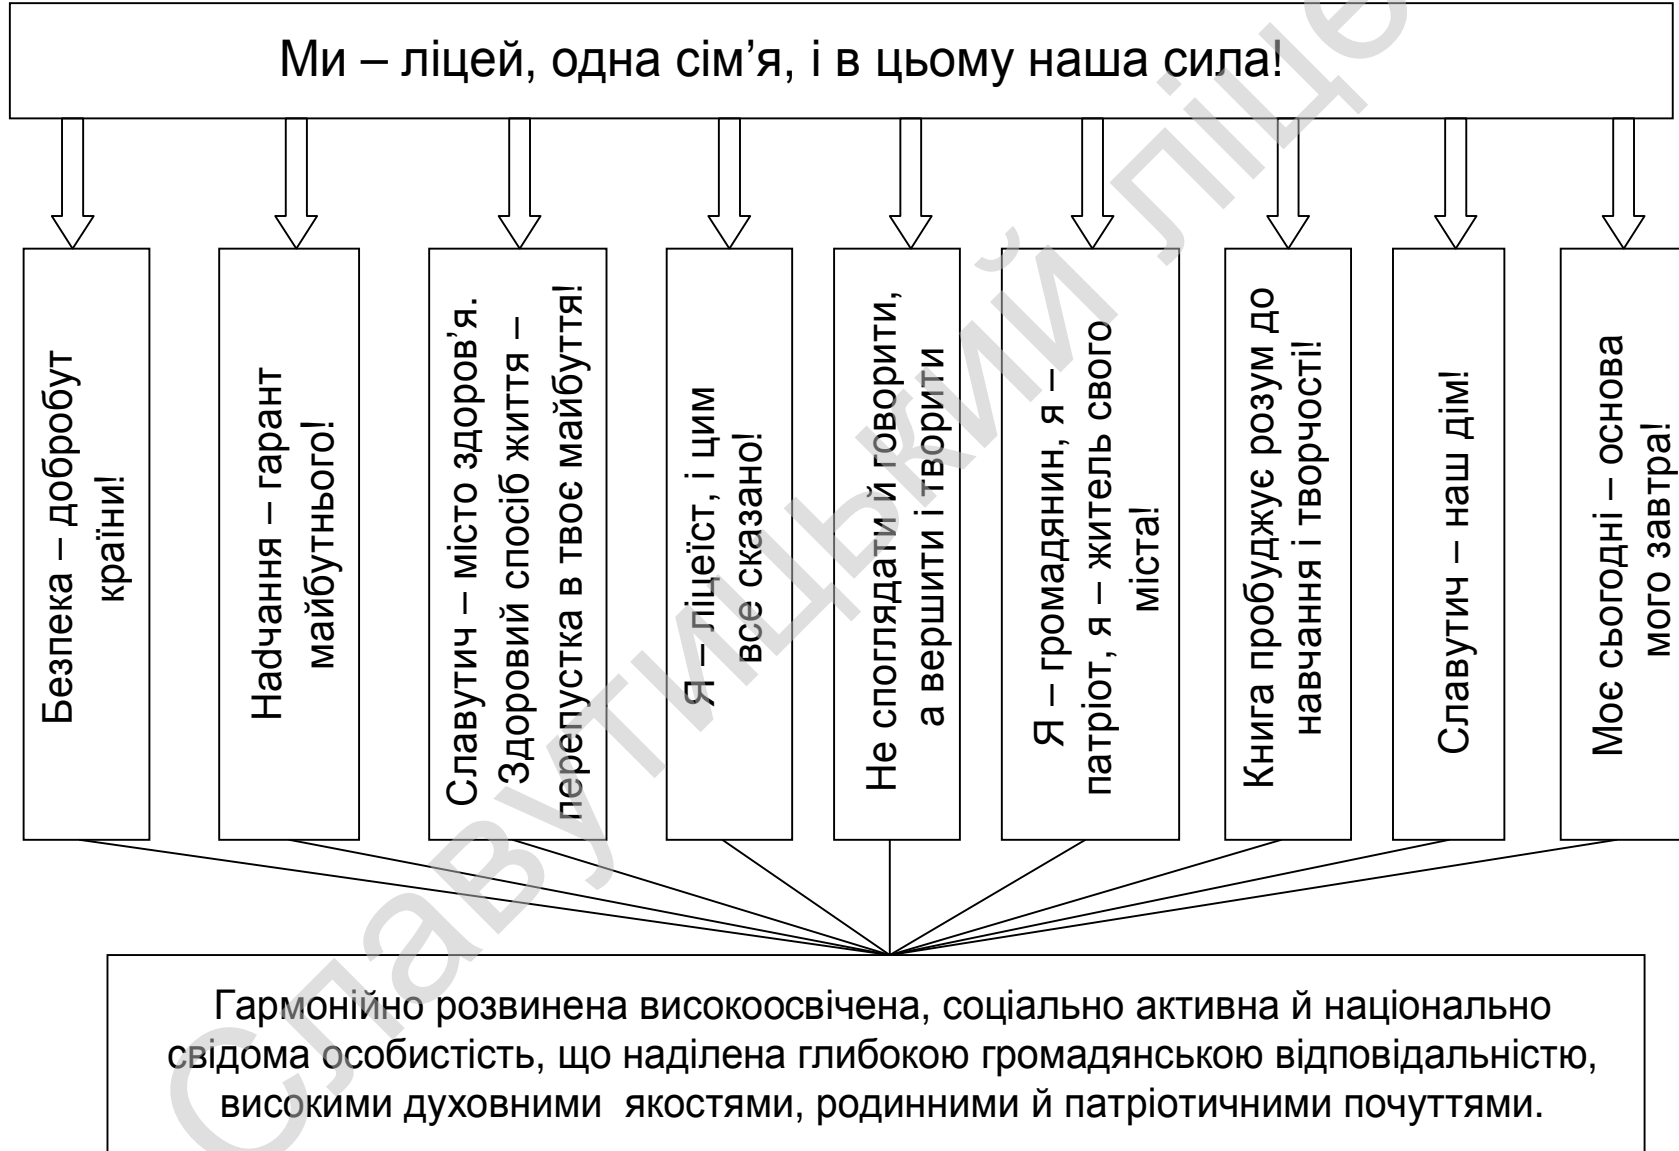 Ми – ліцей, одна сім’я, і в цьому наша сила!
Безпека – добробут
країни!
Наdчання – гарант
майбутнього!
Славутич – місто здоров’я.
Здоровий спосіб життя –
перепустка в твоє майбуття!
Я – ліцеїст, і цим
все сказано!
Не споглядати й говорити,
а вершити і творити
Я – громадянин, я –
патріот, я – житель свого
міста!
Книга пробуджує розум до
навчання і творчості!
Славутич – наш дім!
Моє сьогодні – основа
мого завтра!
Гармонійно розвинена високоосвічена, соціально активна й національно
свідома особистість, що наділена глибокою громадянською відповідальністю,
високими духовними якостями, родинними й патріотичними почуттями.
Славутицький ліце